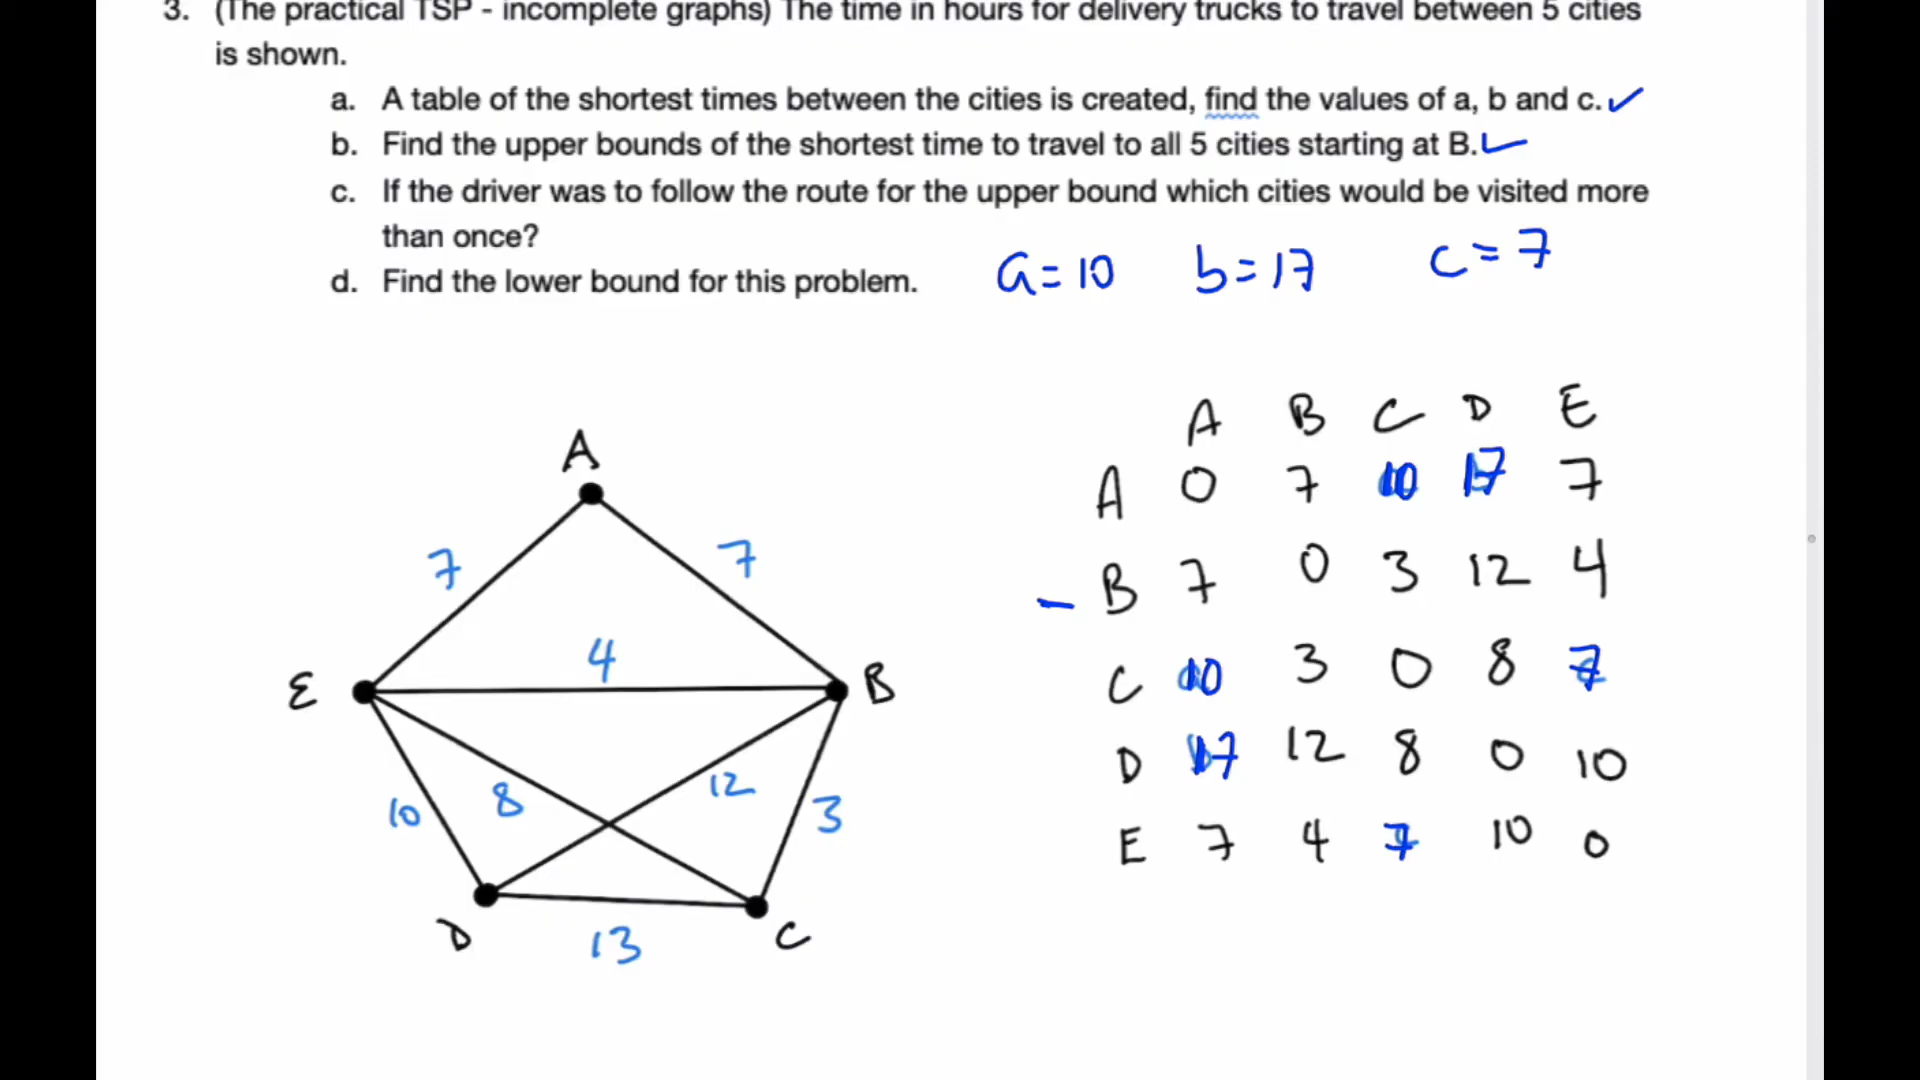 3. (The practical TSP - incomplete graphs) The time in hours for delivery trucks to travel between 5 cities
is shown.
a. A table of the shortest times between the cities is created, find the values of a, b and c. ✓
b. Find the upper bounds of the shortest time to travel to all 5 cities starting at B. ✓
c. If the driver was to follow the route for the upper bound which cities would be visited more
than once?
d. Find the lower bound for this problem.
a = 10 b = 17 c = 7
A
7 7
E 4 B
10 8 12 3
D 13 C
A B C D E
A 0 7 10 17 7
– B 7 0 3 12 4
C 10 3 0 8 7
D 17 12 8 0 10
E 7 4 7 10 0